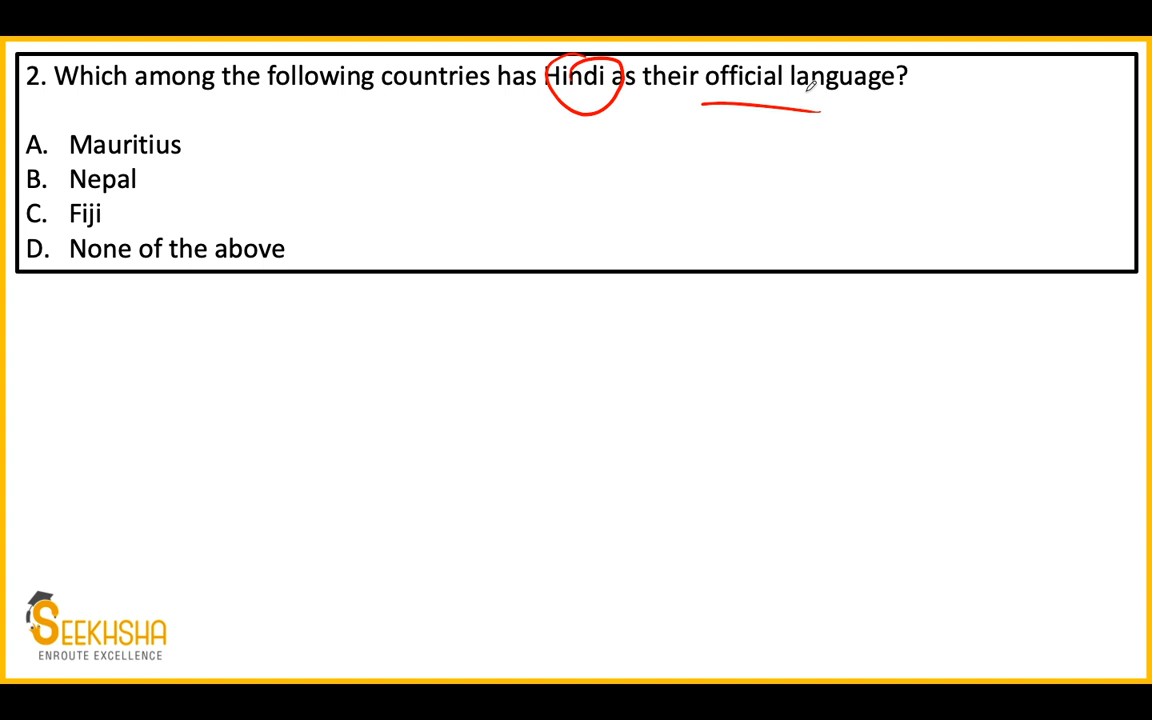 2. Which among the following countries has Hindi as their official language?
A. Mauritius
B. Nepal
C. Fiji
D. None of the above
SEEKHSHA
ENROUTE EXCELLENCE